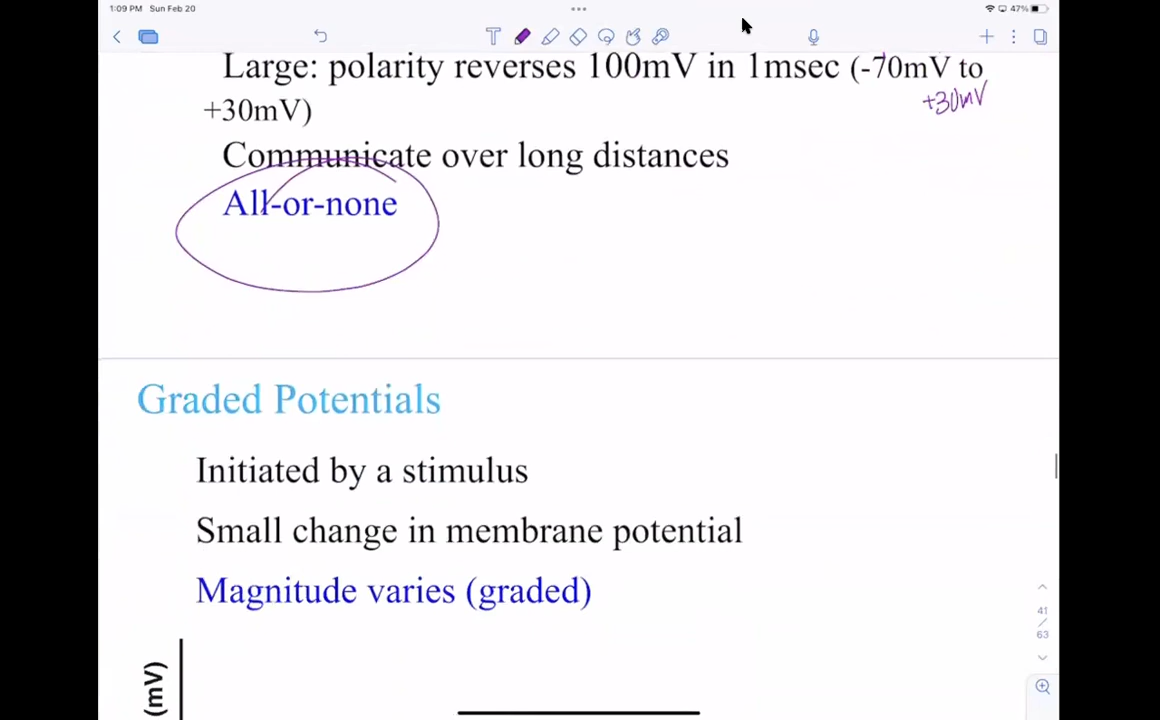 1:09 PM Sun Feb 20
47%
Large: polarity reverses 100mV in 1msec (-70mV to
+30mV)
+30mV
Communicate over long distances
All-or-none
Graded Potentials
Initiated by a stimulus
Small change in membrane potential
Magnitude varies (graded)
(mV)
41
/
63